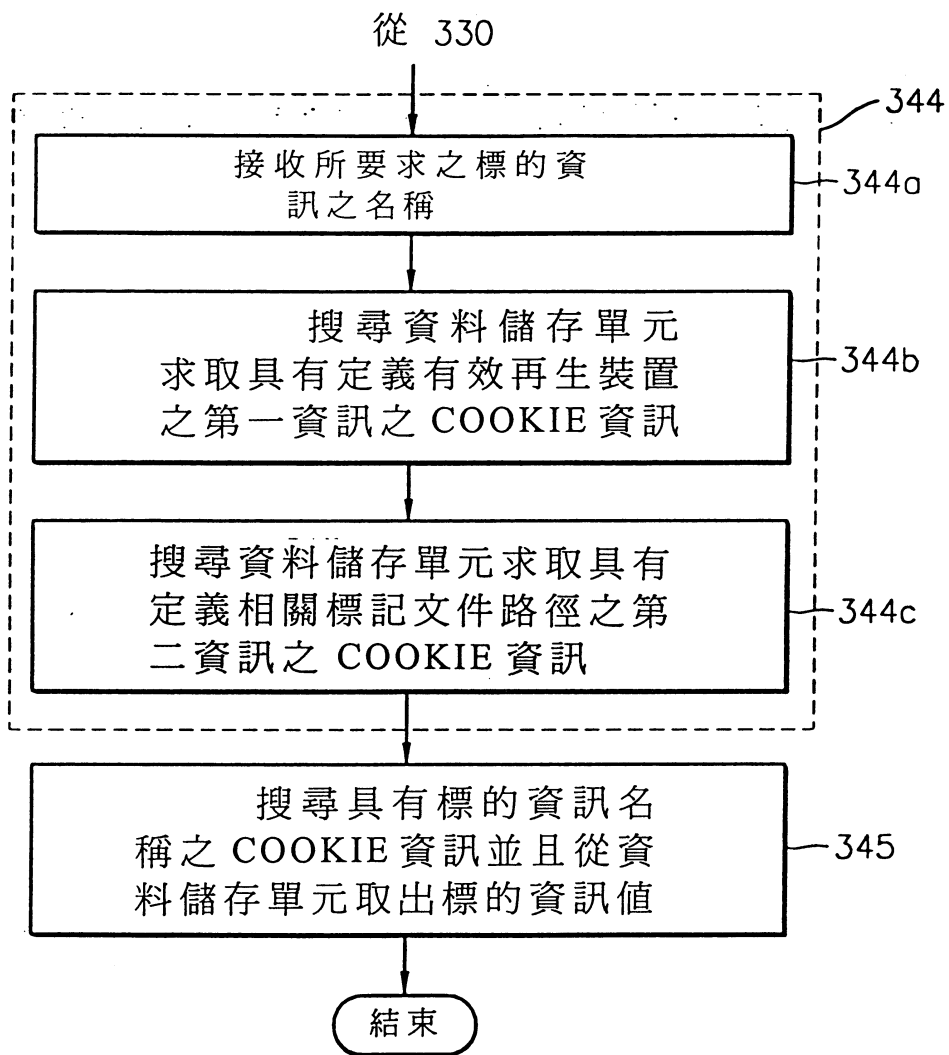 從 330
344
接收所要求之標的資
訊之名稱
344a
搜尋資料儲存單元
求取具有定義有效再生裝置
之第一資訊之 COOKIE 資訊
344b
搜尋資料儲存單元求取具有
定義相關標記文件路徑之第
二資訊之 COOKIE 資訊
344c
搜尋具有標的資訊名
稱之 COOKIE 資訊並且從資
料儲存單元取出標的資訊值
345
結束